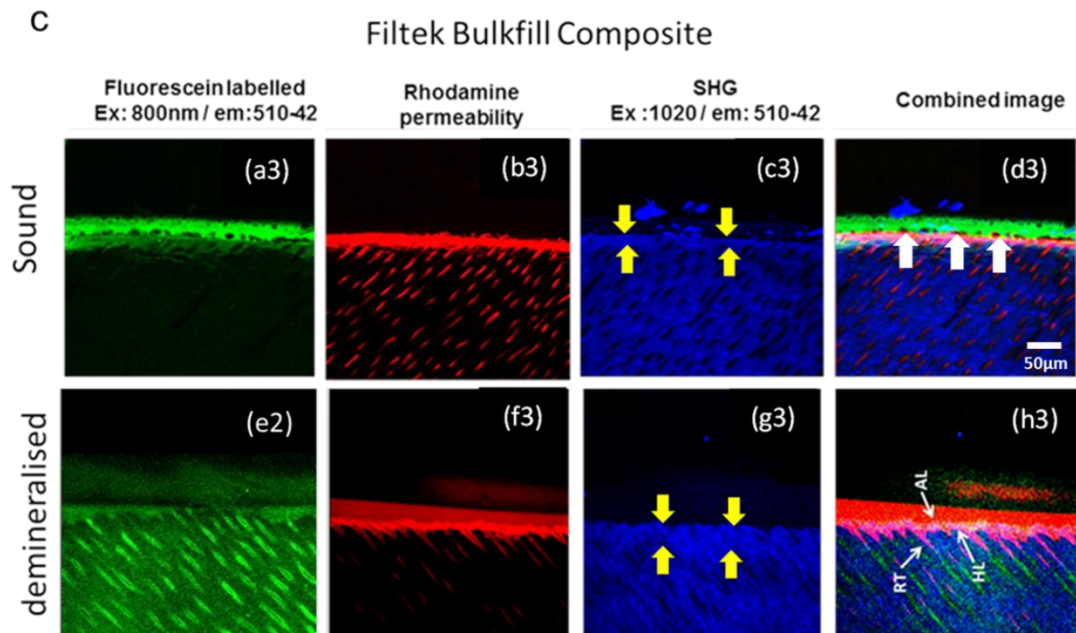 C
Filtek Bulkfill Composite
Fluorescein labelled
Ex: 800nm / em:510-42
Rhodamine
permeability
SHG
Ex :1020 / em: 510-42
Combined image
Sound
(a3)
(b3)
(c3)
(d3)
50µm
demineralised
(e2)
(f3)
(g3)
(h3)
AL
RT
HL